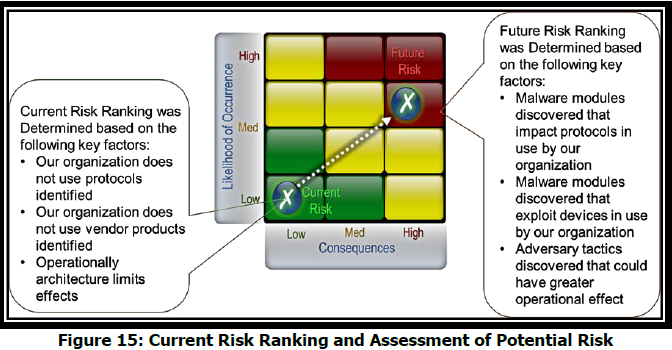 Current Risk Ranking was
Determined based on the
following key factors:
• Our organization does
not use protocols
identified
• Our organization does
not use vendor products
identified
• Operationally
architecture limits
effects
Likelihood of Occurrence
High
Med
Low
Future
Risk
X
X
Current
Risk
Low
Med
High
Consequences
Future Risk Ranking
was Determined based
on the following key
factors:
• Malware modules
discovered that
impact protocols in
use by our
organization
• Malware modules
discovered that
exploit devices in use
by our organization
• Adversary tactics
discovered that could
have greater
operational effect
Figure 15: Current Risk Ranking and Assessment of Potential Risk